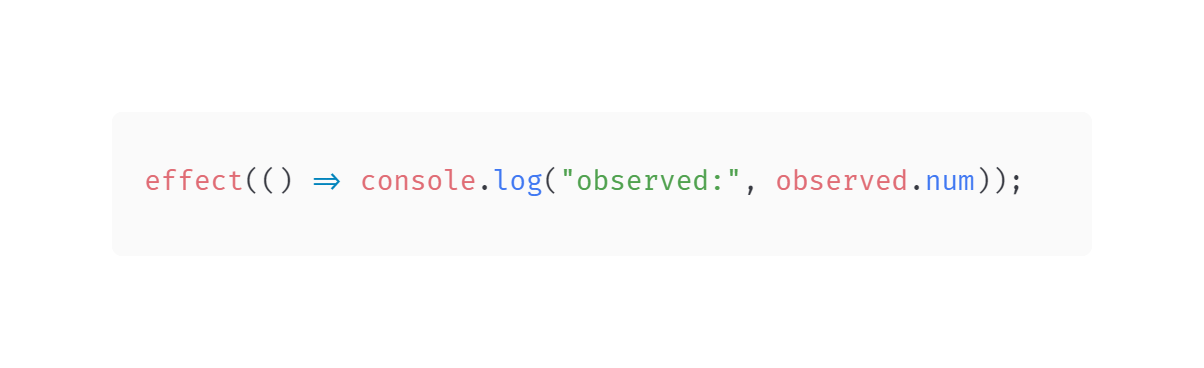 effect(() => console.log("observed:", observed.num));